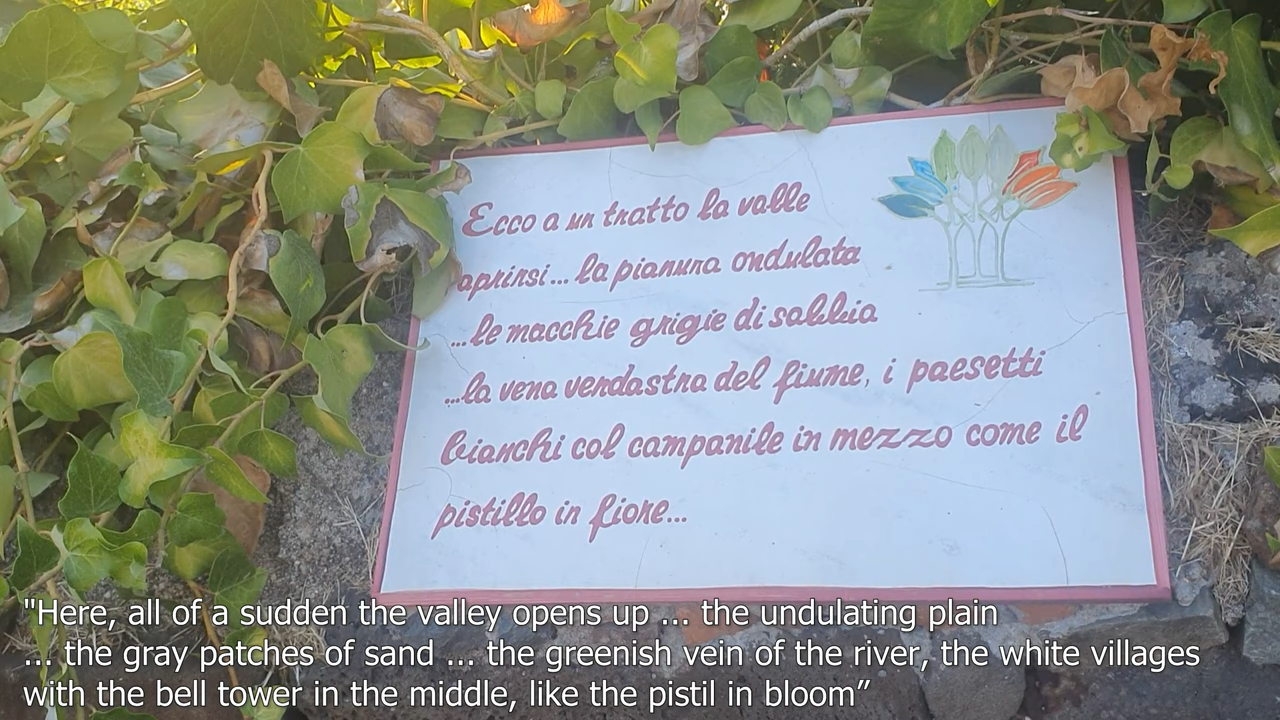 Ecco a un tratto la valle
aprirsi... la pianura ondulata
...le macchie grigie di sabbia
...la vena verdastra del fiume, i paesetti
bianchi col campanile in mezzo come il
pistillo in fiore...
"Here, all of a sudden the valley opens up ... the undulating plain
... the gray patches of sand ... the greenish vein of the river, the white villages
with the bell tower in the middle, like the pistil in bloom”